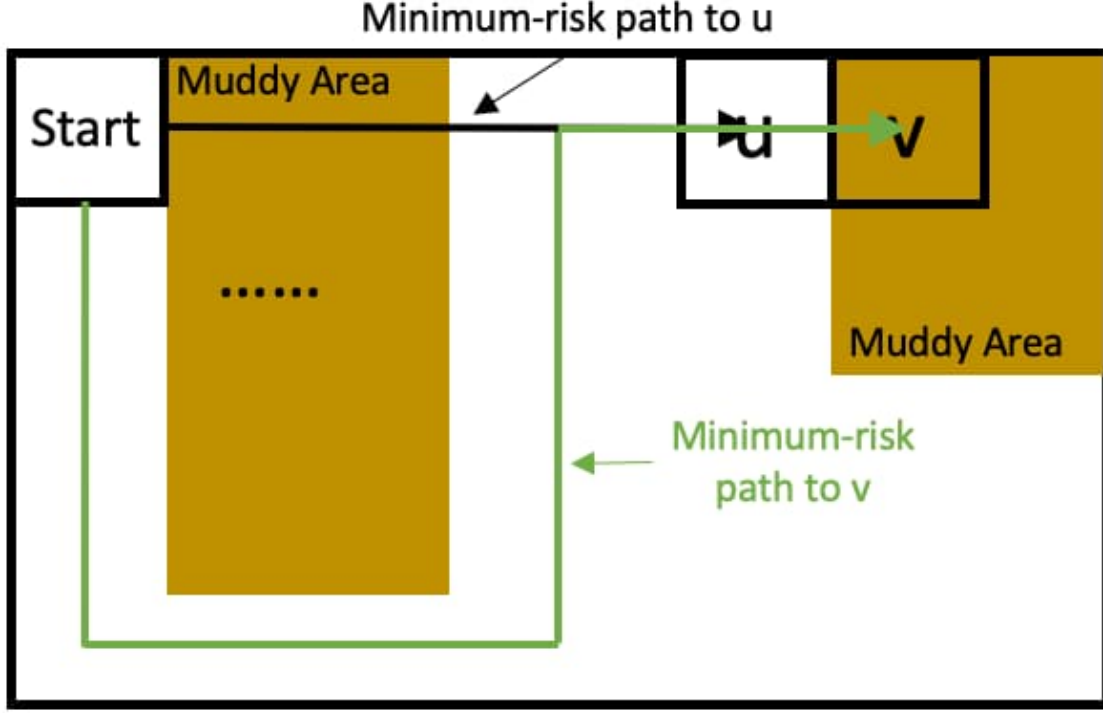 Minimum-risk path to u
Muddy Area
Start
u
v
......
Muddy Area
Minimum-risk
path to v